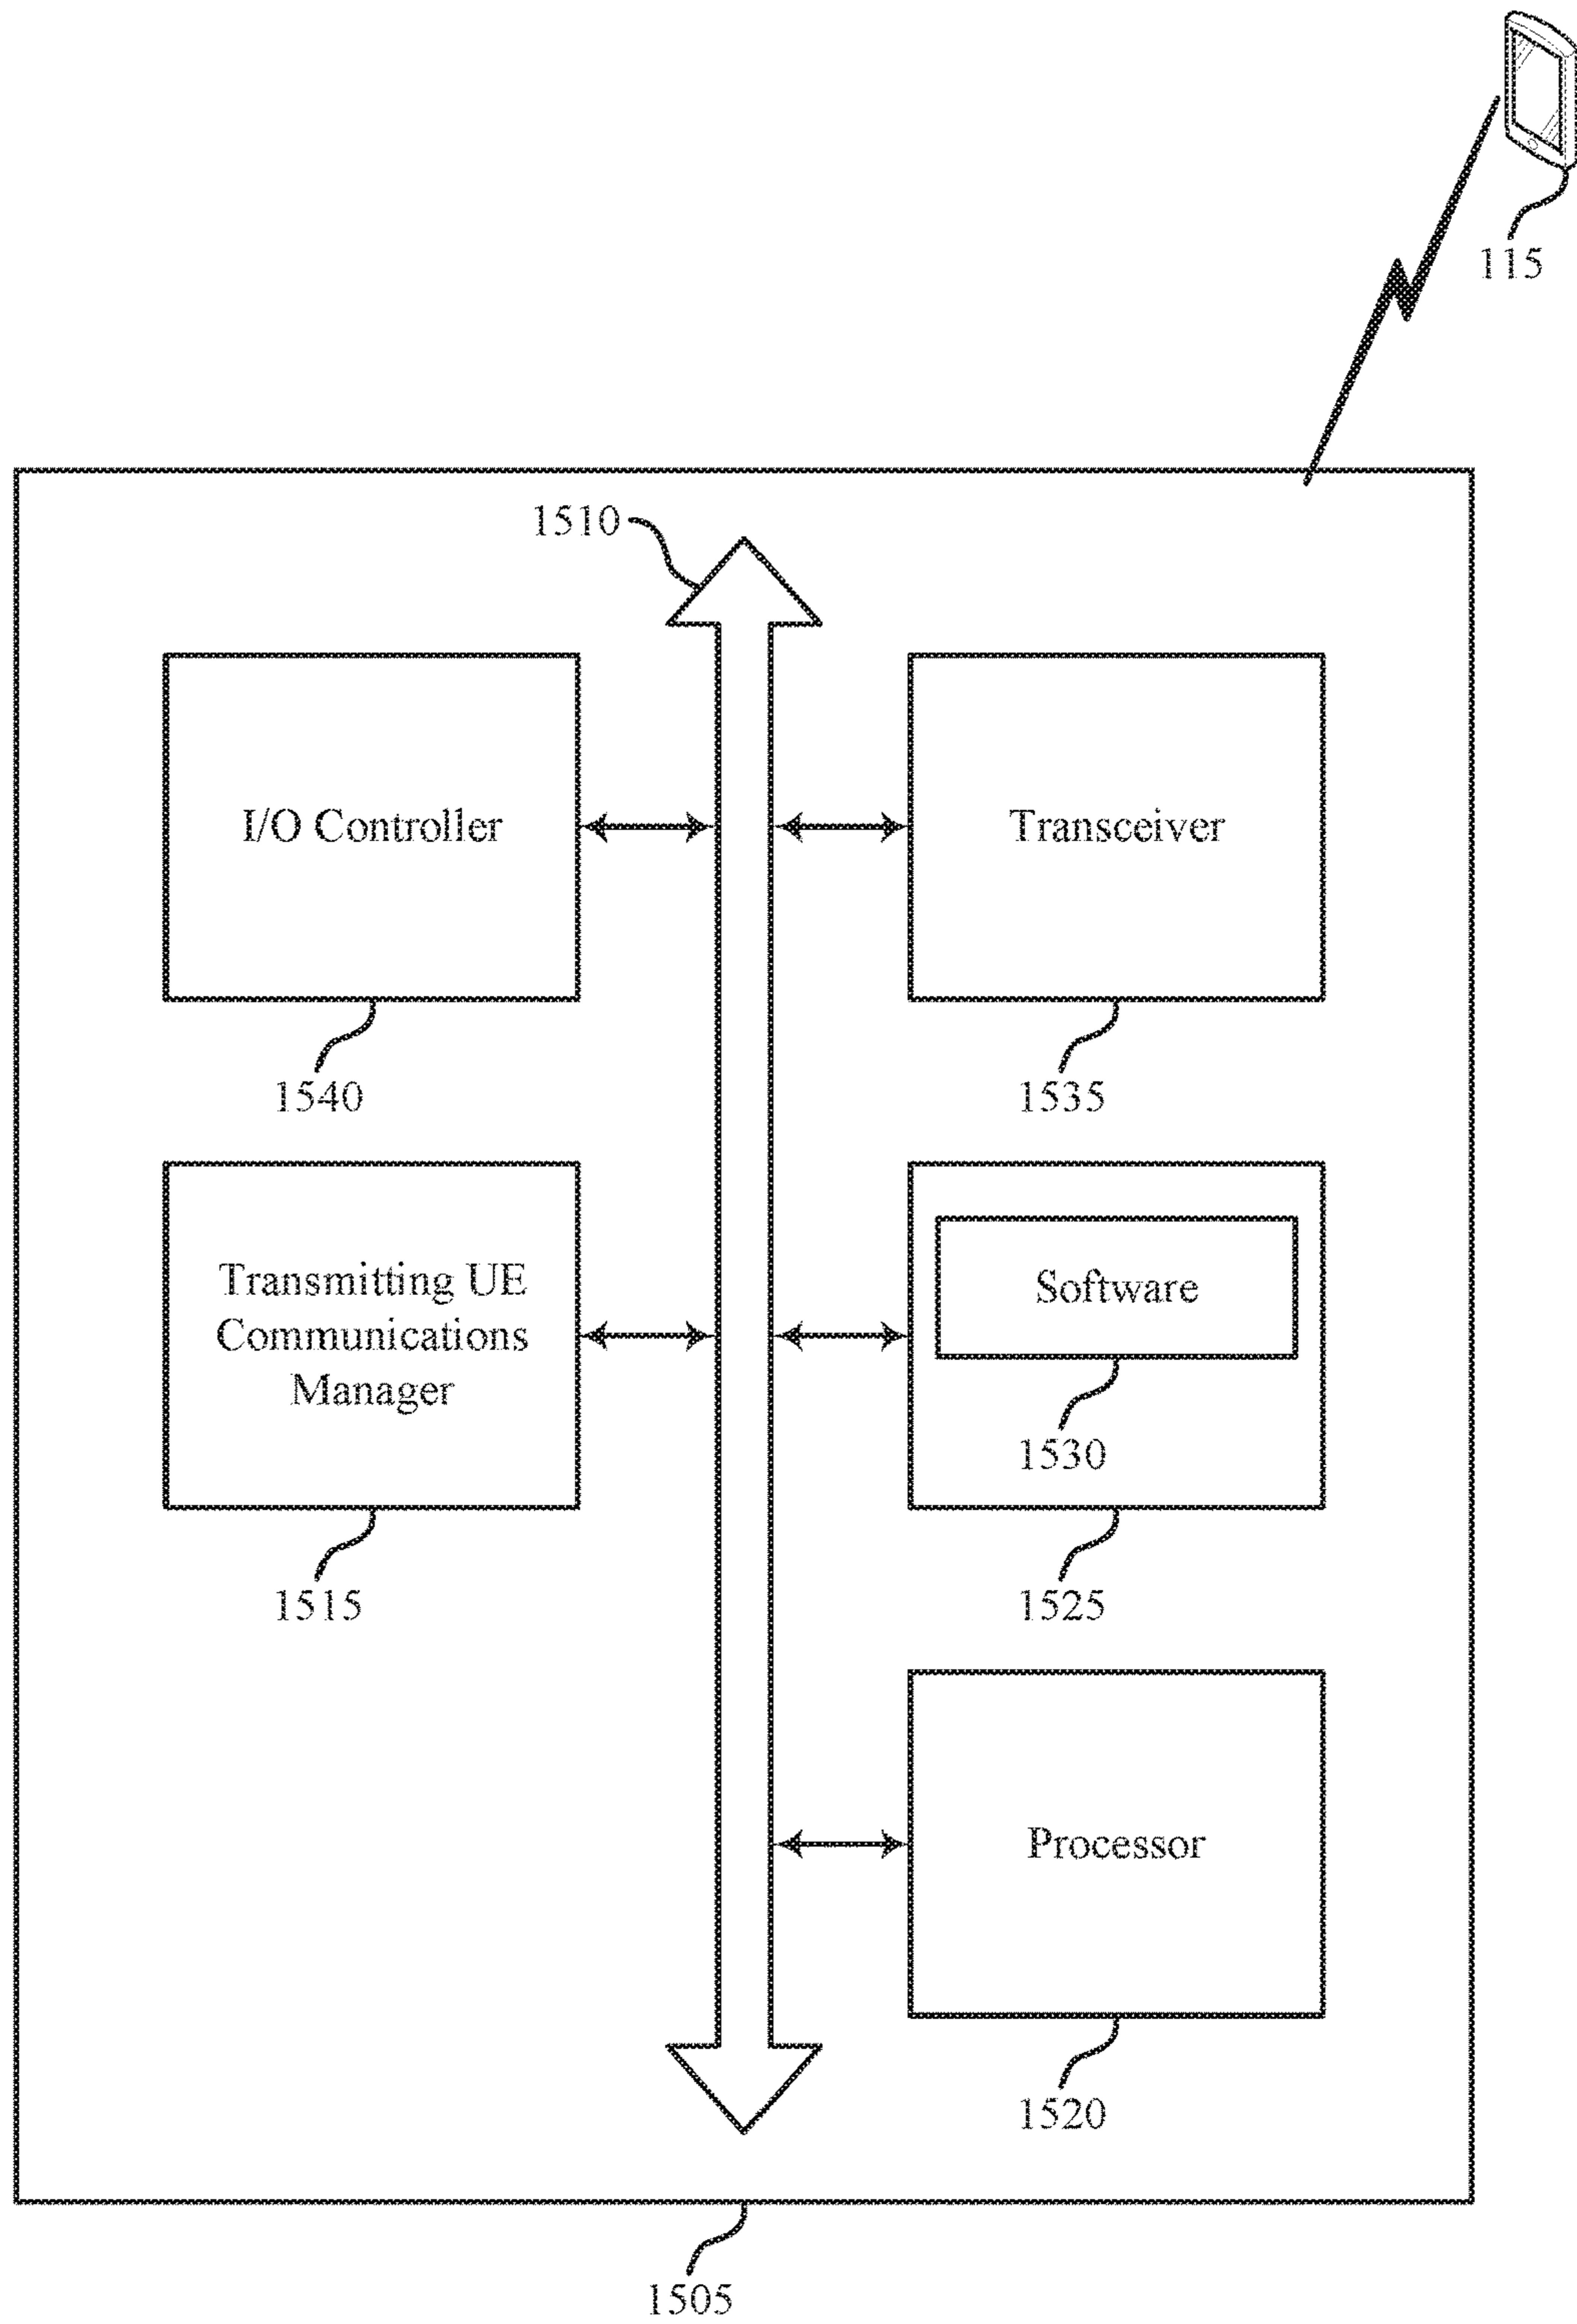 115
1510
I/O Controller
Transceiver
1540
1535
Transmitting UE
Communications
Manager
Software
1530
1515
1525
Processor
1520
1505